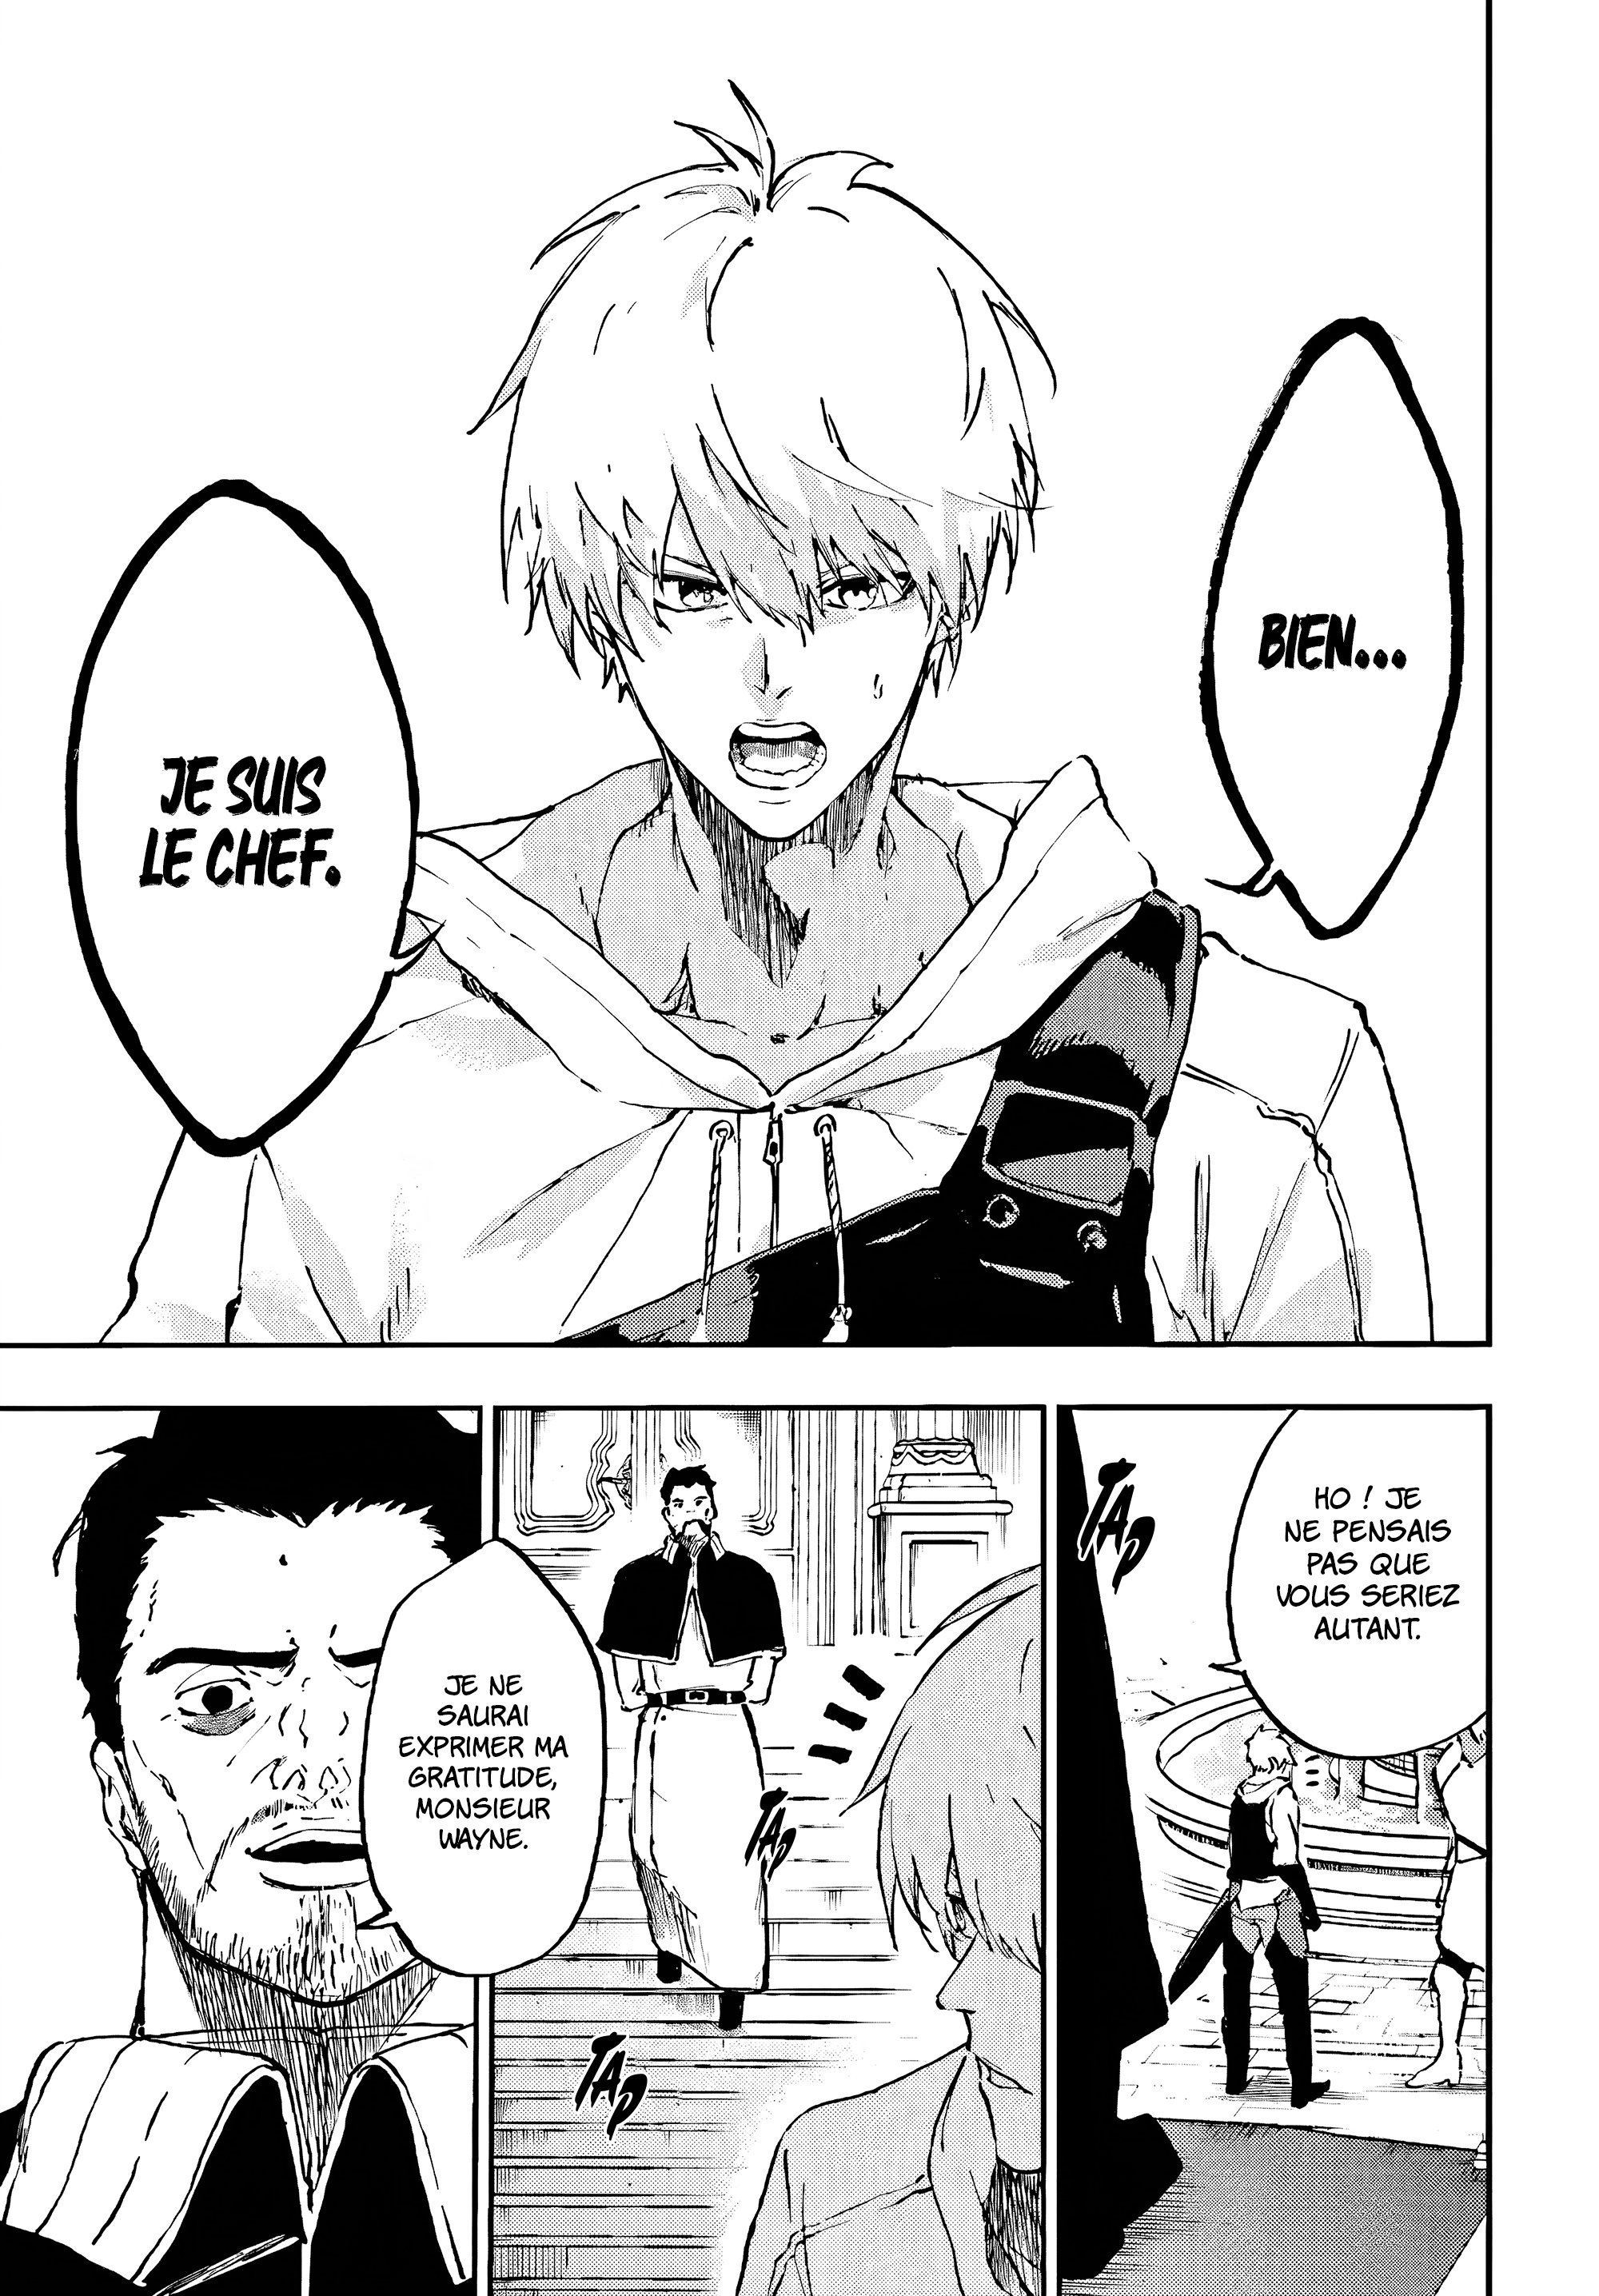 BIEN...
JE SUIS
LE CHEF.
HO ! JE
NE PENSAIS
PAS QUE
VOUS SERIEZ
AUTANT.
TAP
TAP
TAP
JE NE
SAURAI
EXPRIMER MA
GRATITUDE,
MONSIEUR
WAYNE.